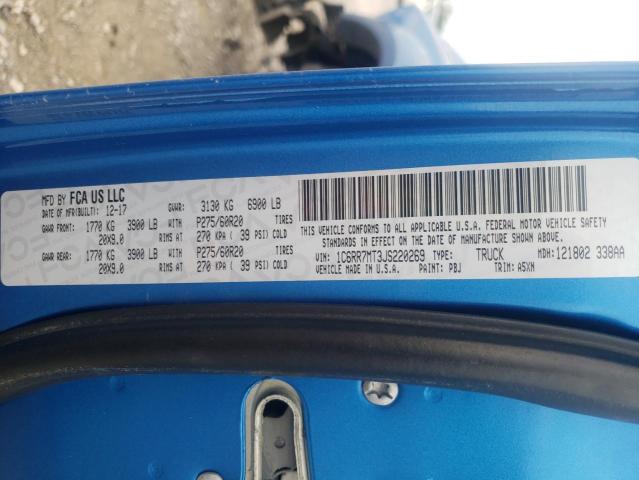 MFD BY FCA US LLC
DATE OF MFR(BUILT): 12-17 GVWR: 3130 KG 6900 LB
GAWR FRONT: 1770 KG 3900 LB WITH P275/60R20 TIRES
20X9.0 RIMS AT 270 KPA ( 39 PSI) COLD
GAWR REAR: 1770 KG 3900 LB WITH P275/60R20 TIRES
20X9.0 RIMS AT 270 KPA ( 39 PSI) COLD
THIS VEHICLE CONFORMS TO ALL APPLICABLE U.S.A. FEDERAL MOTOR VEHICLE SAFETY
STANDARDS IN EFFECT ON THE DATE OF MANUFACTURE SHOWN ABOVE.
VIN: 1C6RR7MT3JS220269 TYPE: TRUCK MDH:121802 338AA
VEHICLE MADE IN U.S.A. PAINT: PBJ TRIM: A5XN